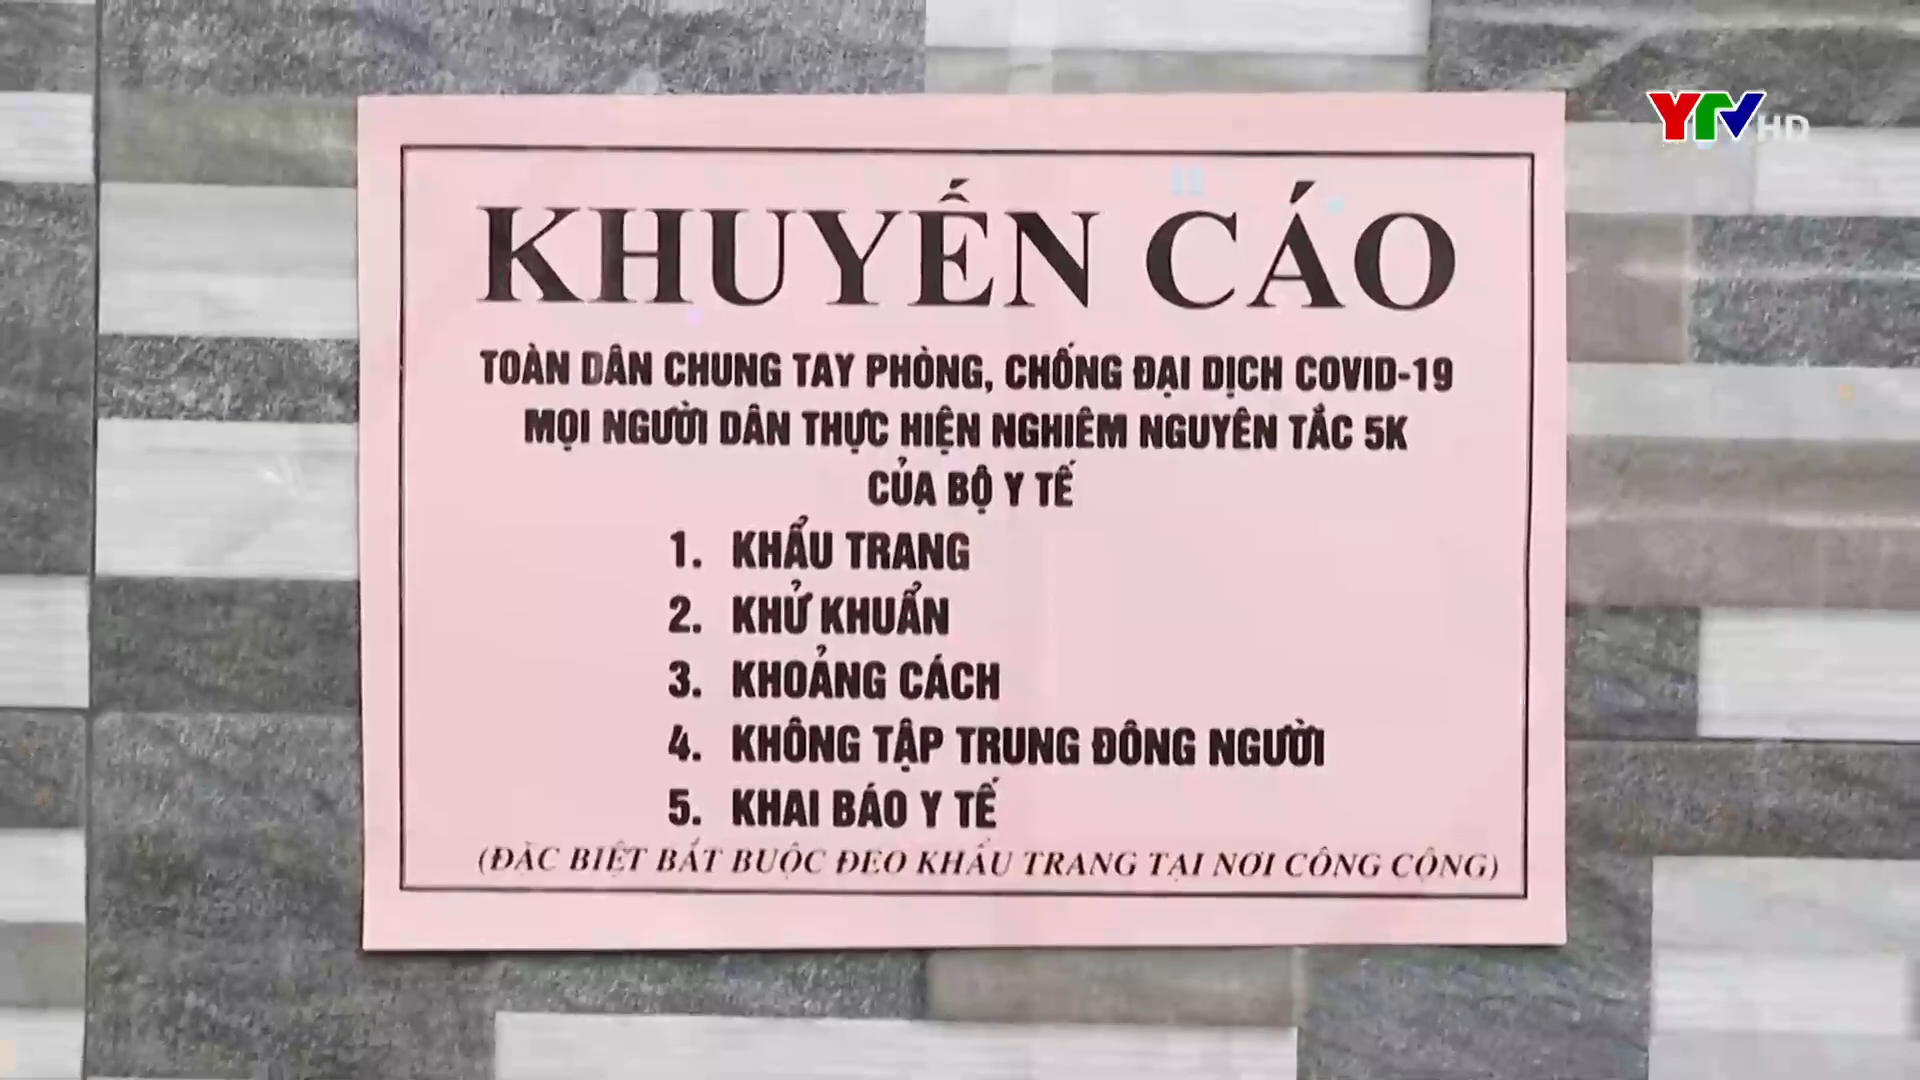 YTV HD
KHUYẾN CÁO
TOÀN DÂN CHUNG TAY PHÒNG, CHỐNG ĐẠI DỊCH COVID-19
MỌI NGƯỜI DÂN THỰC HIỆN NGHIÊM NGUYÊN TẮC 5K
CỦA BỘ Y TẾ
1. KHẨU TRANG
2. KHỬ KHUẨN
3. KHOẢNG CÁCH
4. KHÔNG TẬP TRUNG ĐÔNG NGƯỜI
5. KHAI BÁO Y TẾ
(ĐẶC BIỆT BẮT BUỘC ĐEO KHẨU TRANG TẠI NƠI CÔNG CỘNG)